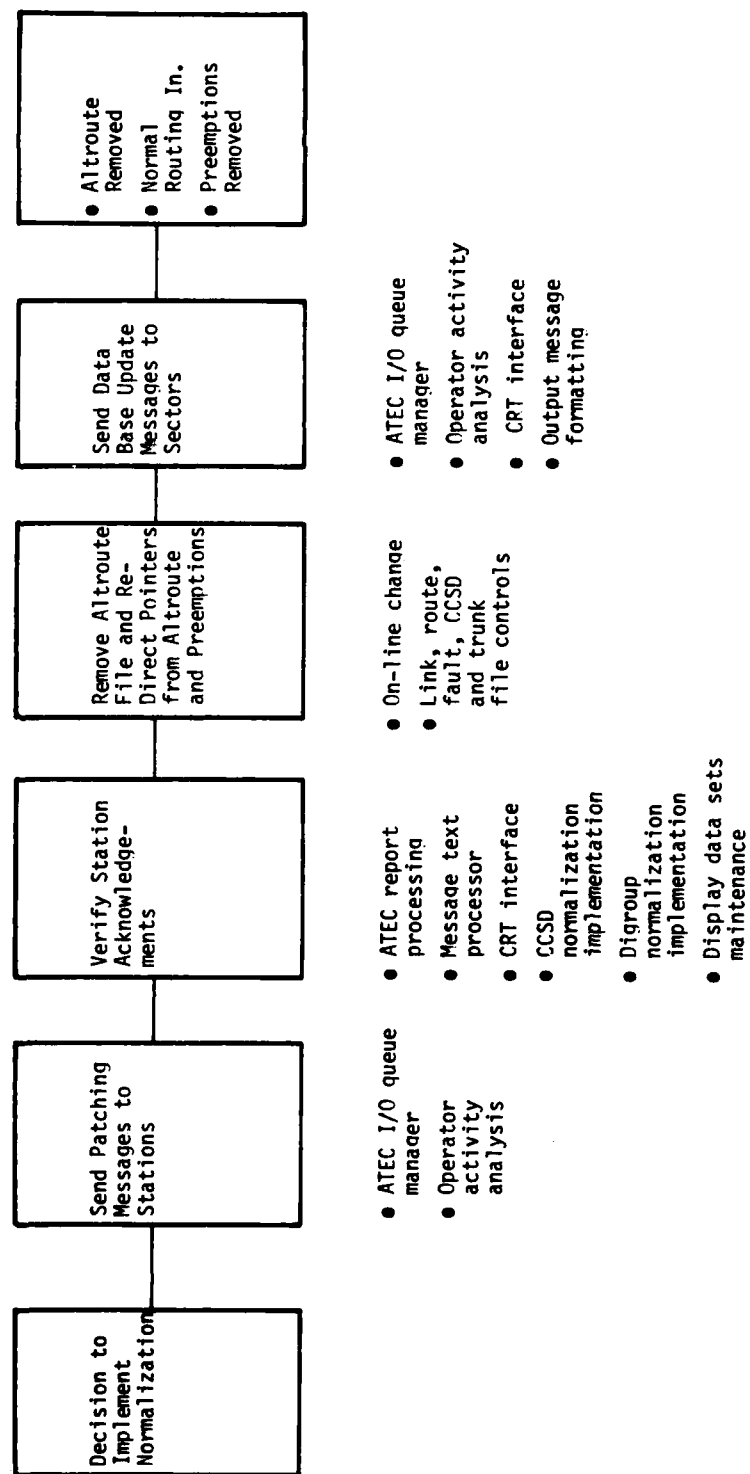 Decision to
Implement
Normalization
Send Patching
Messages to
Stations
Verify Station
Acknowledge-
ments
Remove Altroute
File and Re-
Direct Pointers
from Altroute
and Preemptions
Send Data
Base Update
Messages to
Sectors
● Altroute
Removed
● Normal
Routing In.
● Preemptions
Removed
● ATEC I/O queue
manager
● Operator
activity
analysis
● ATEC report
processing
● Message text
processor
● CRT interface
● CCSD
normalization
implementation
● Digroup
normalization
implementation
● Display data sets
maintenance
● On-line change
● Link, route,
fault, CCSD
and trunk
file controls
● ATEC I/O queue
manager
● Operator activity
analysis
● CRT interface
● Output message
formatting